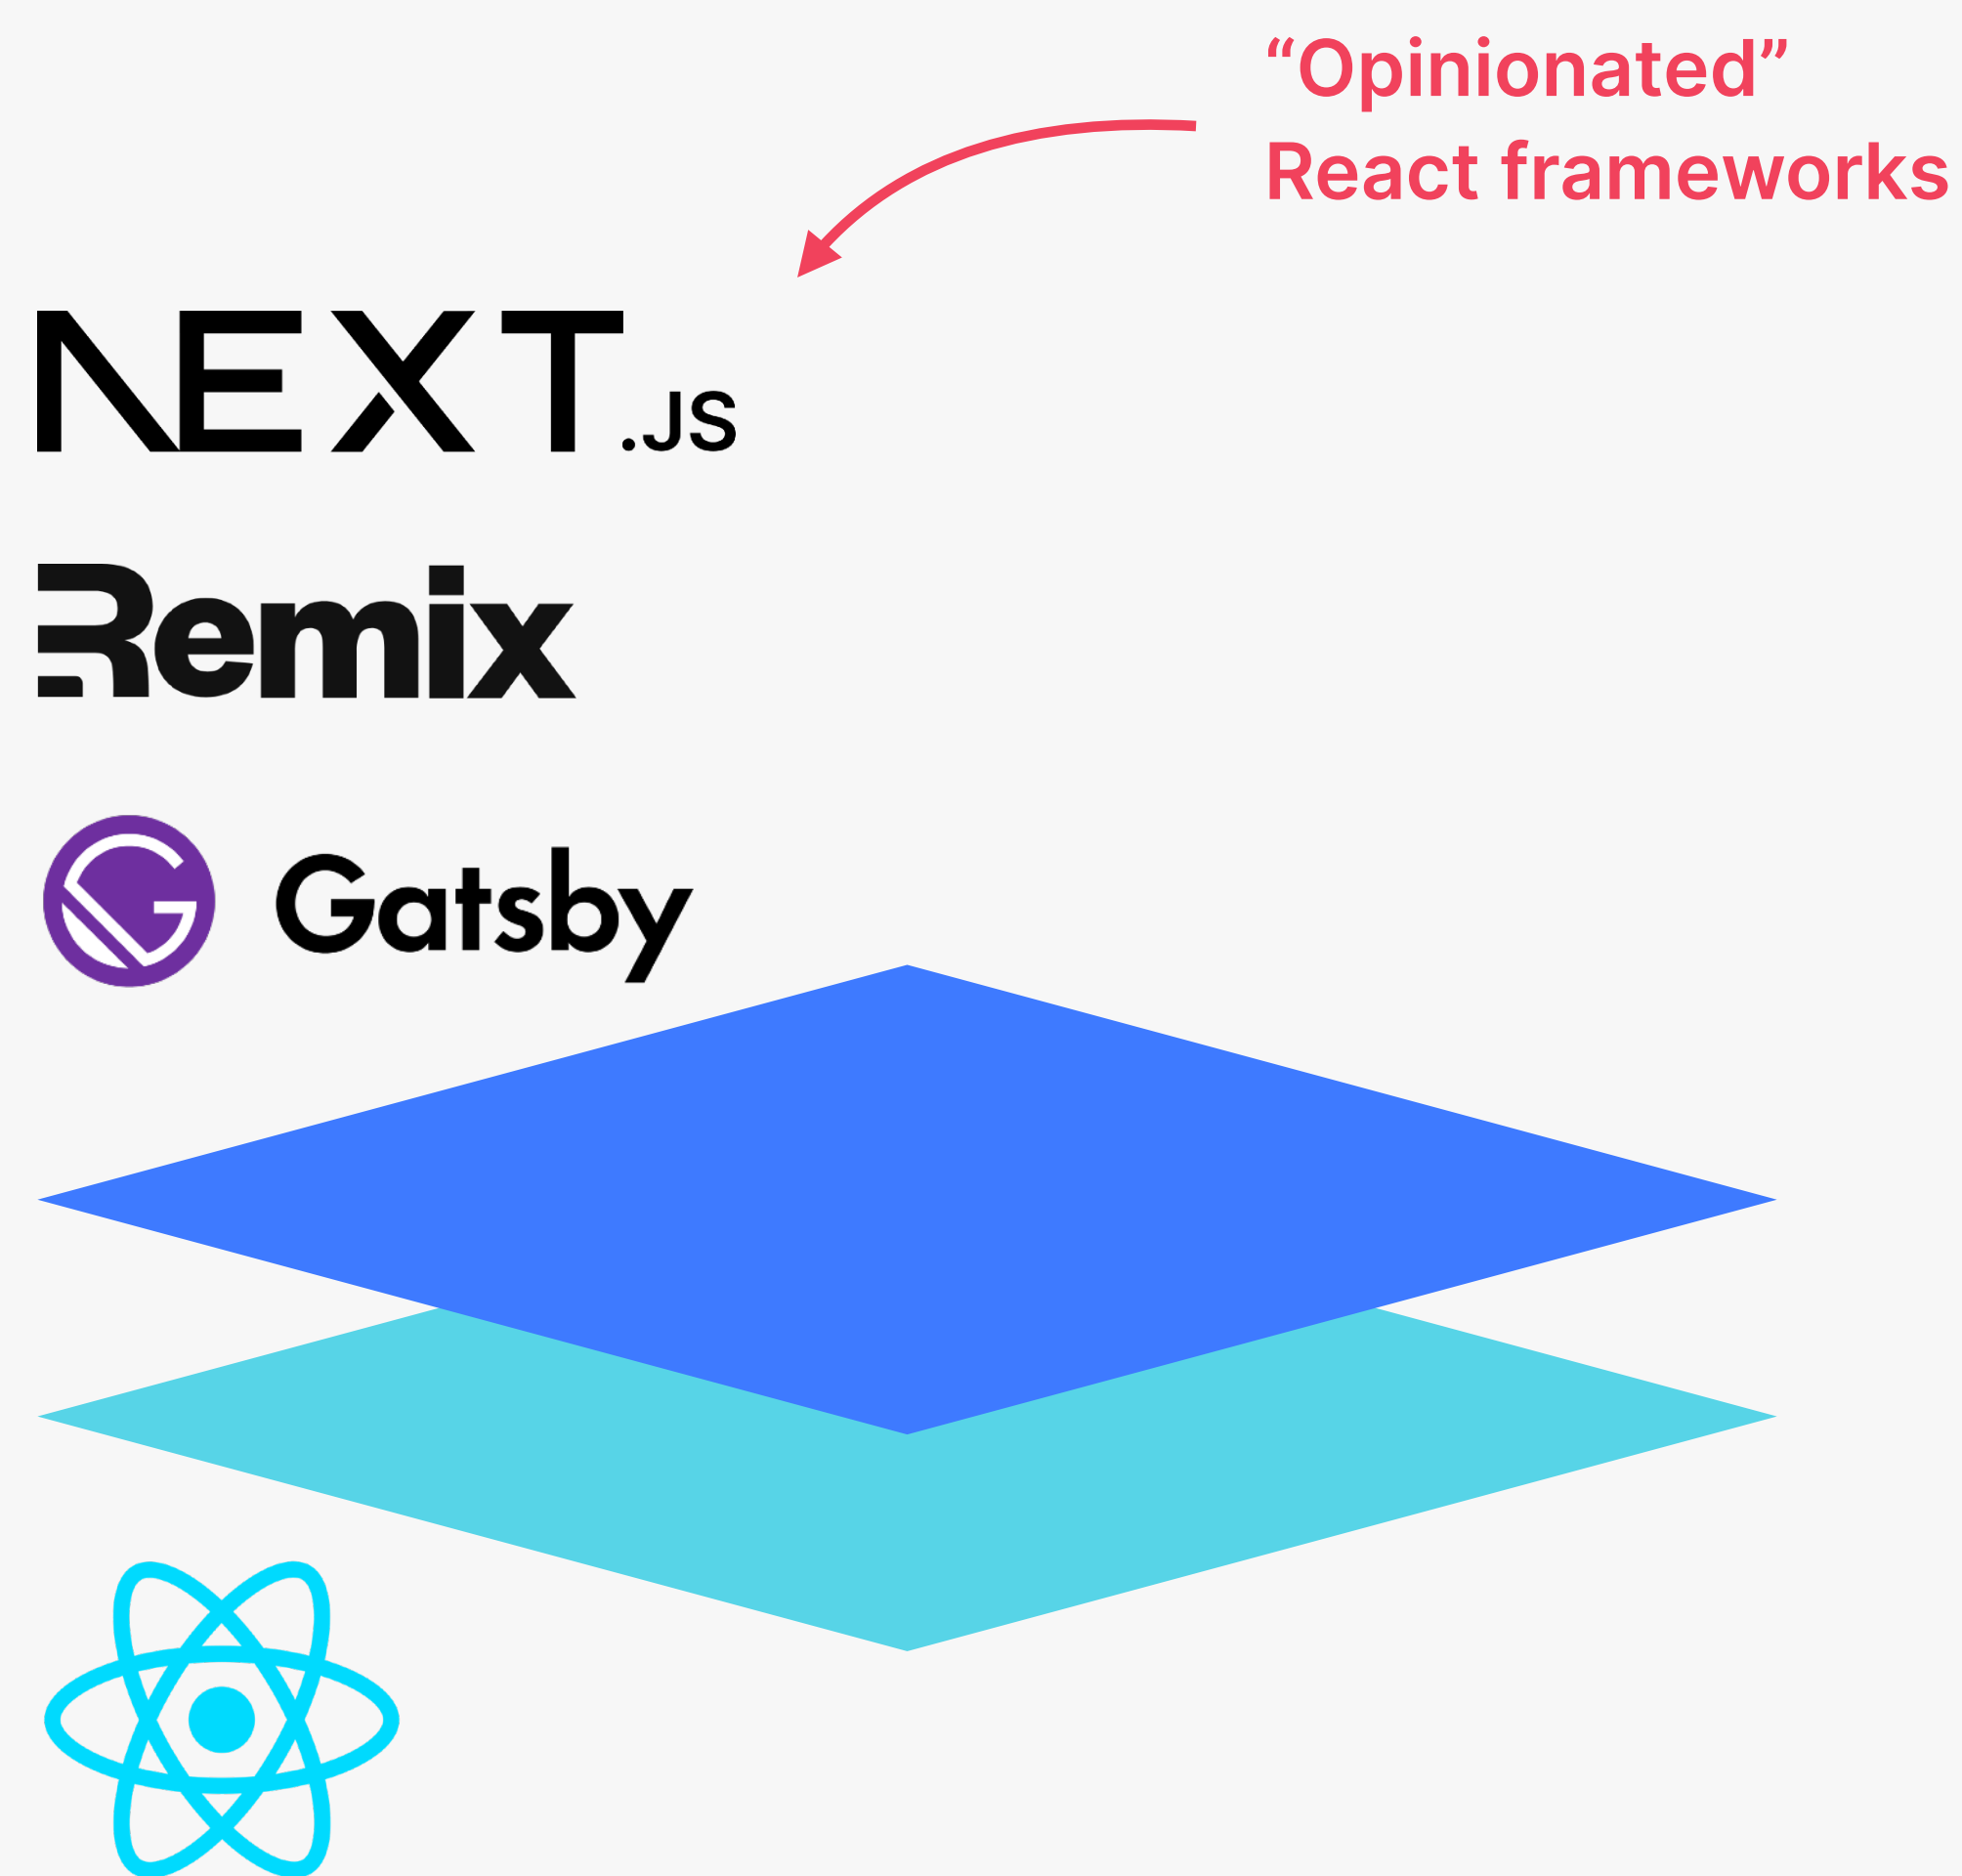 “Opinionated”
React frameworks
NEXT.JS
Remix
Gatsby